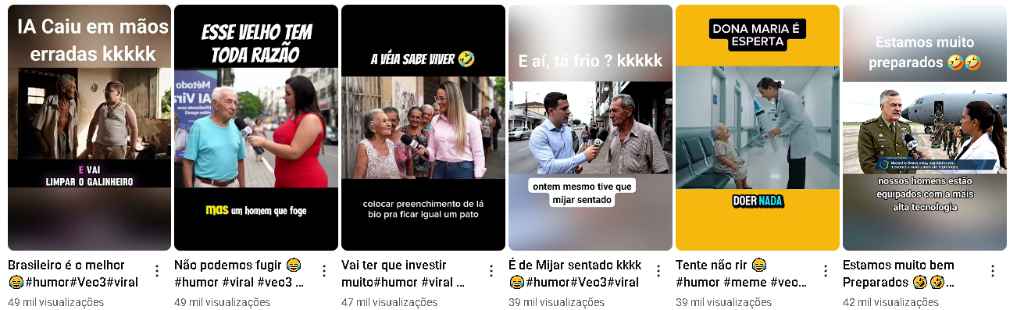 IA Caiu em mãos
erradas kkkkk
E VAI
LIMPAR O GALINHEIRO
Brasileiro é o melhor
😂#humor#Veo3#viral
49 mil visualizações
ESSE VELHO TEM
TODA RAZÃO
Método
IA Vira
mas um homem que foge
Não podemos fugir 😂
#humor #viral #veo3 ...
49 mil visualizações
A VÉIA SABE VIVER 🤣
colocar preenchimento de lá
bio pra ficar igual um pato
Vai ter que investir
muito#humor #viral ...
47 mil visualizações
E aí, tá frio ? kkkkk
ontem mesmo tive que
mijar sentado
É de Mijar sentado kkkk
😂#humor#Veo3#viral
39 mil visualizações
DONA MARIA É
ESPERTA
DOER NADA
Tente não rir 😂
#humor #meme #veo...
39 mil visualizações
Estamos muito
preparados 🤣🤣
nossos homens estão
equipados com a mais
alta tecnologia
Estamos muito bem
Preparados 🤣🤣...
42 mil visualizações